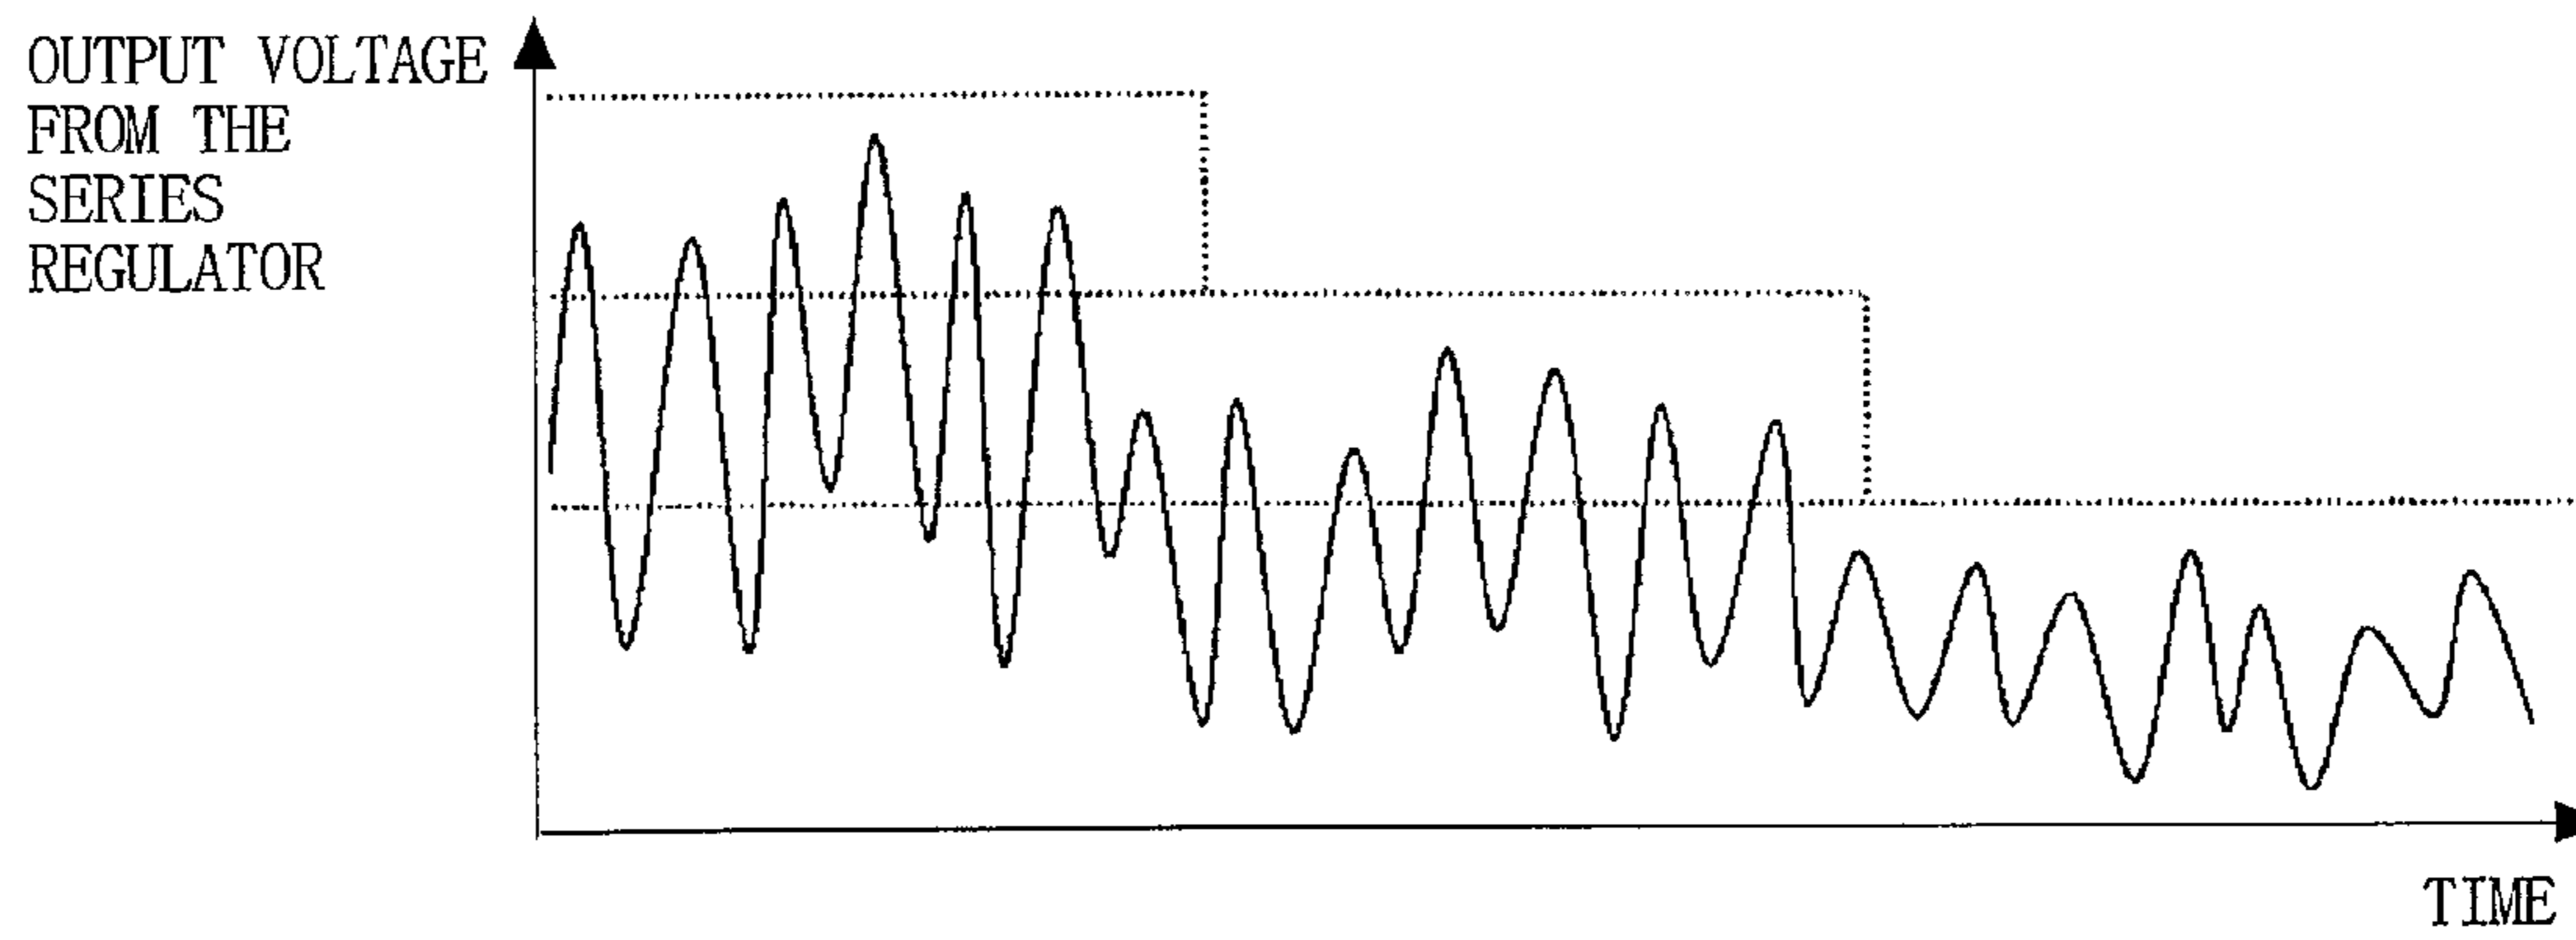 OUTPUT VOLTAGE
FROM THE
SERIES
REGULATOR
TIME